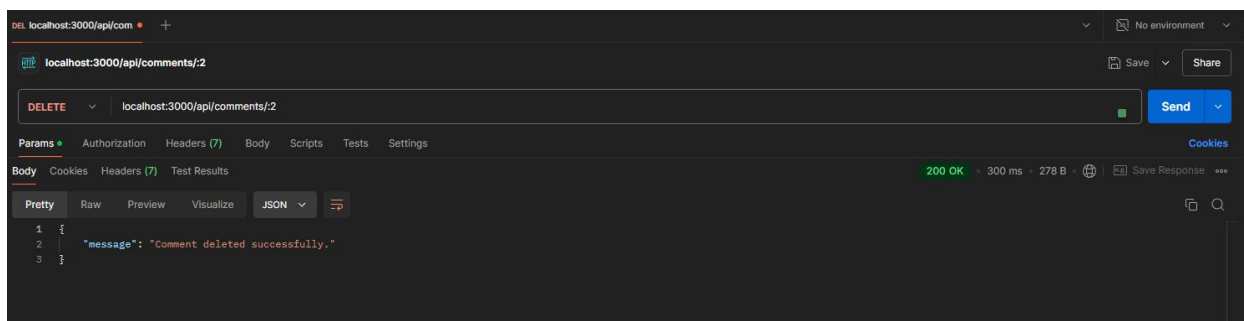 DEL localhost:3000/api/com
No environment
HTTP localhost:3000/api/comments/:2
Save Share
DELETE localhost:3000/api/comments/:2 Send
Params Authorization Headers (7) Body Scripts Tests Settings Cookies
Body Cookies Headers (7) Test Results 200 OK 300 ms 278 B Save Response
Pretty Raw Preview Visualize JSON
1 {
2 "message": "Comment deleted successfully."
3 }